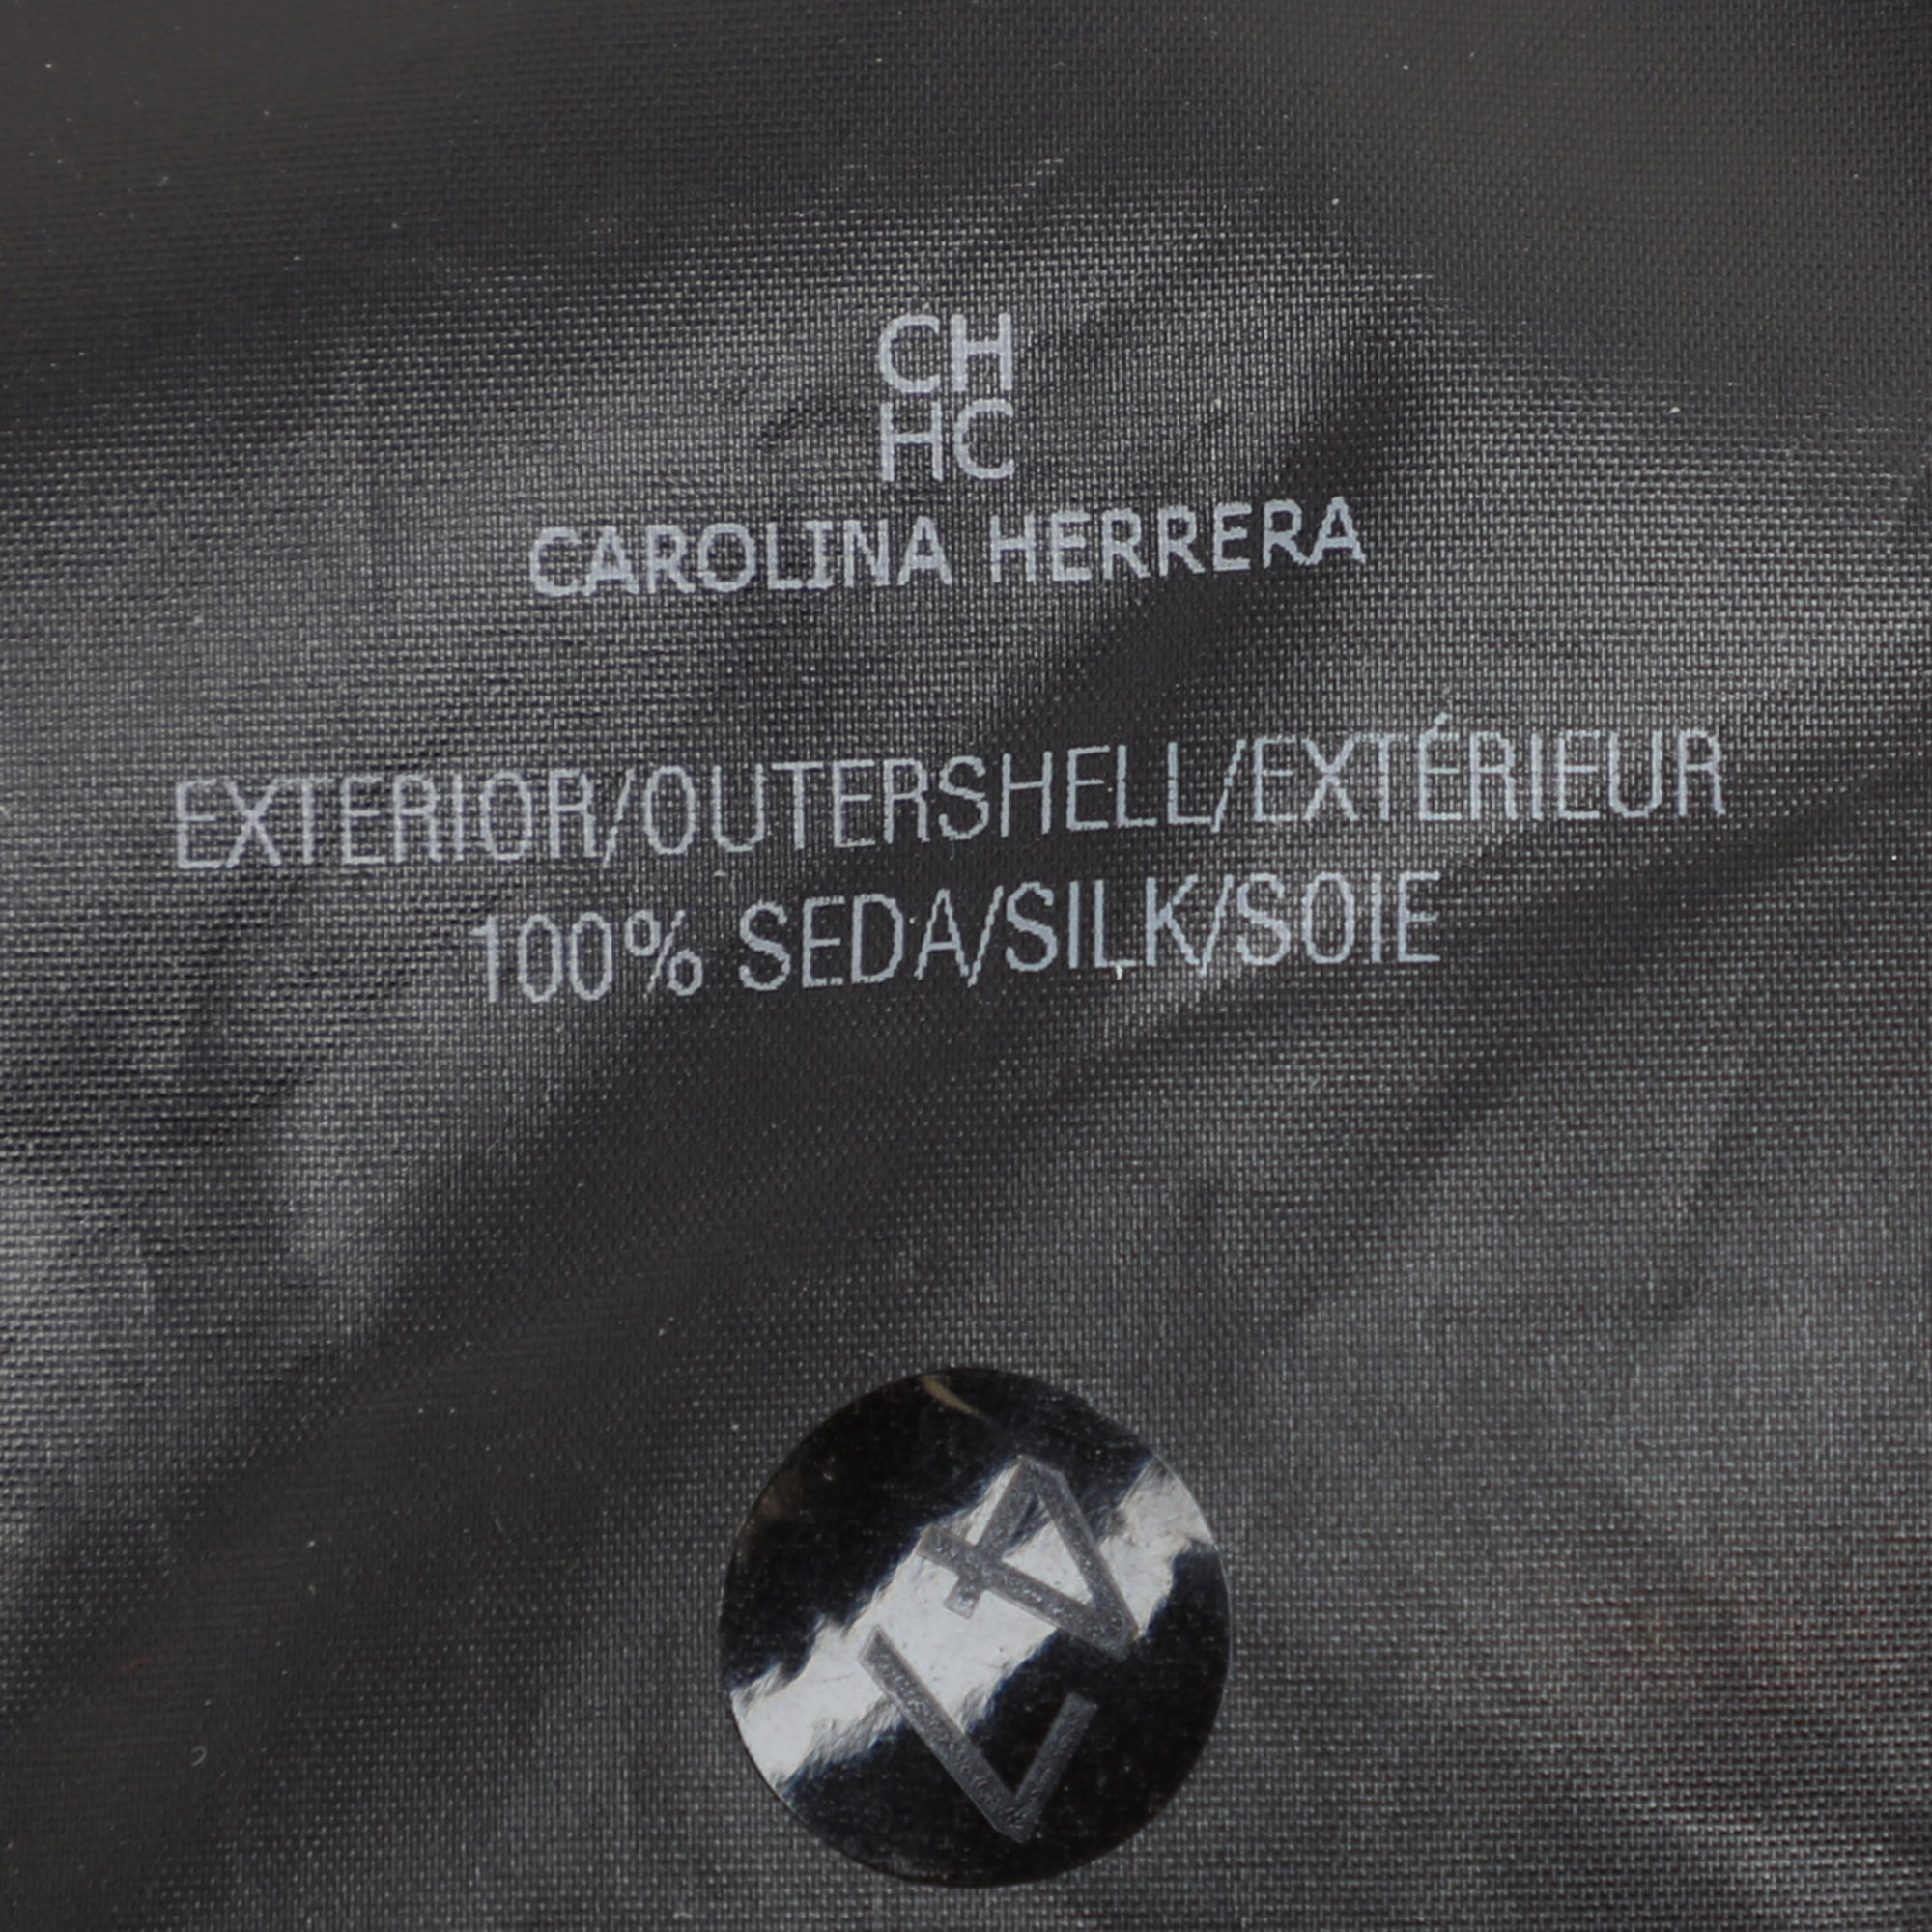 CH
HC
CAROLINA HERRERA
EXTERIOR/OUTERSHELL/EXTÉRIEUR
100% SEDA/SILK/SOIE